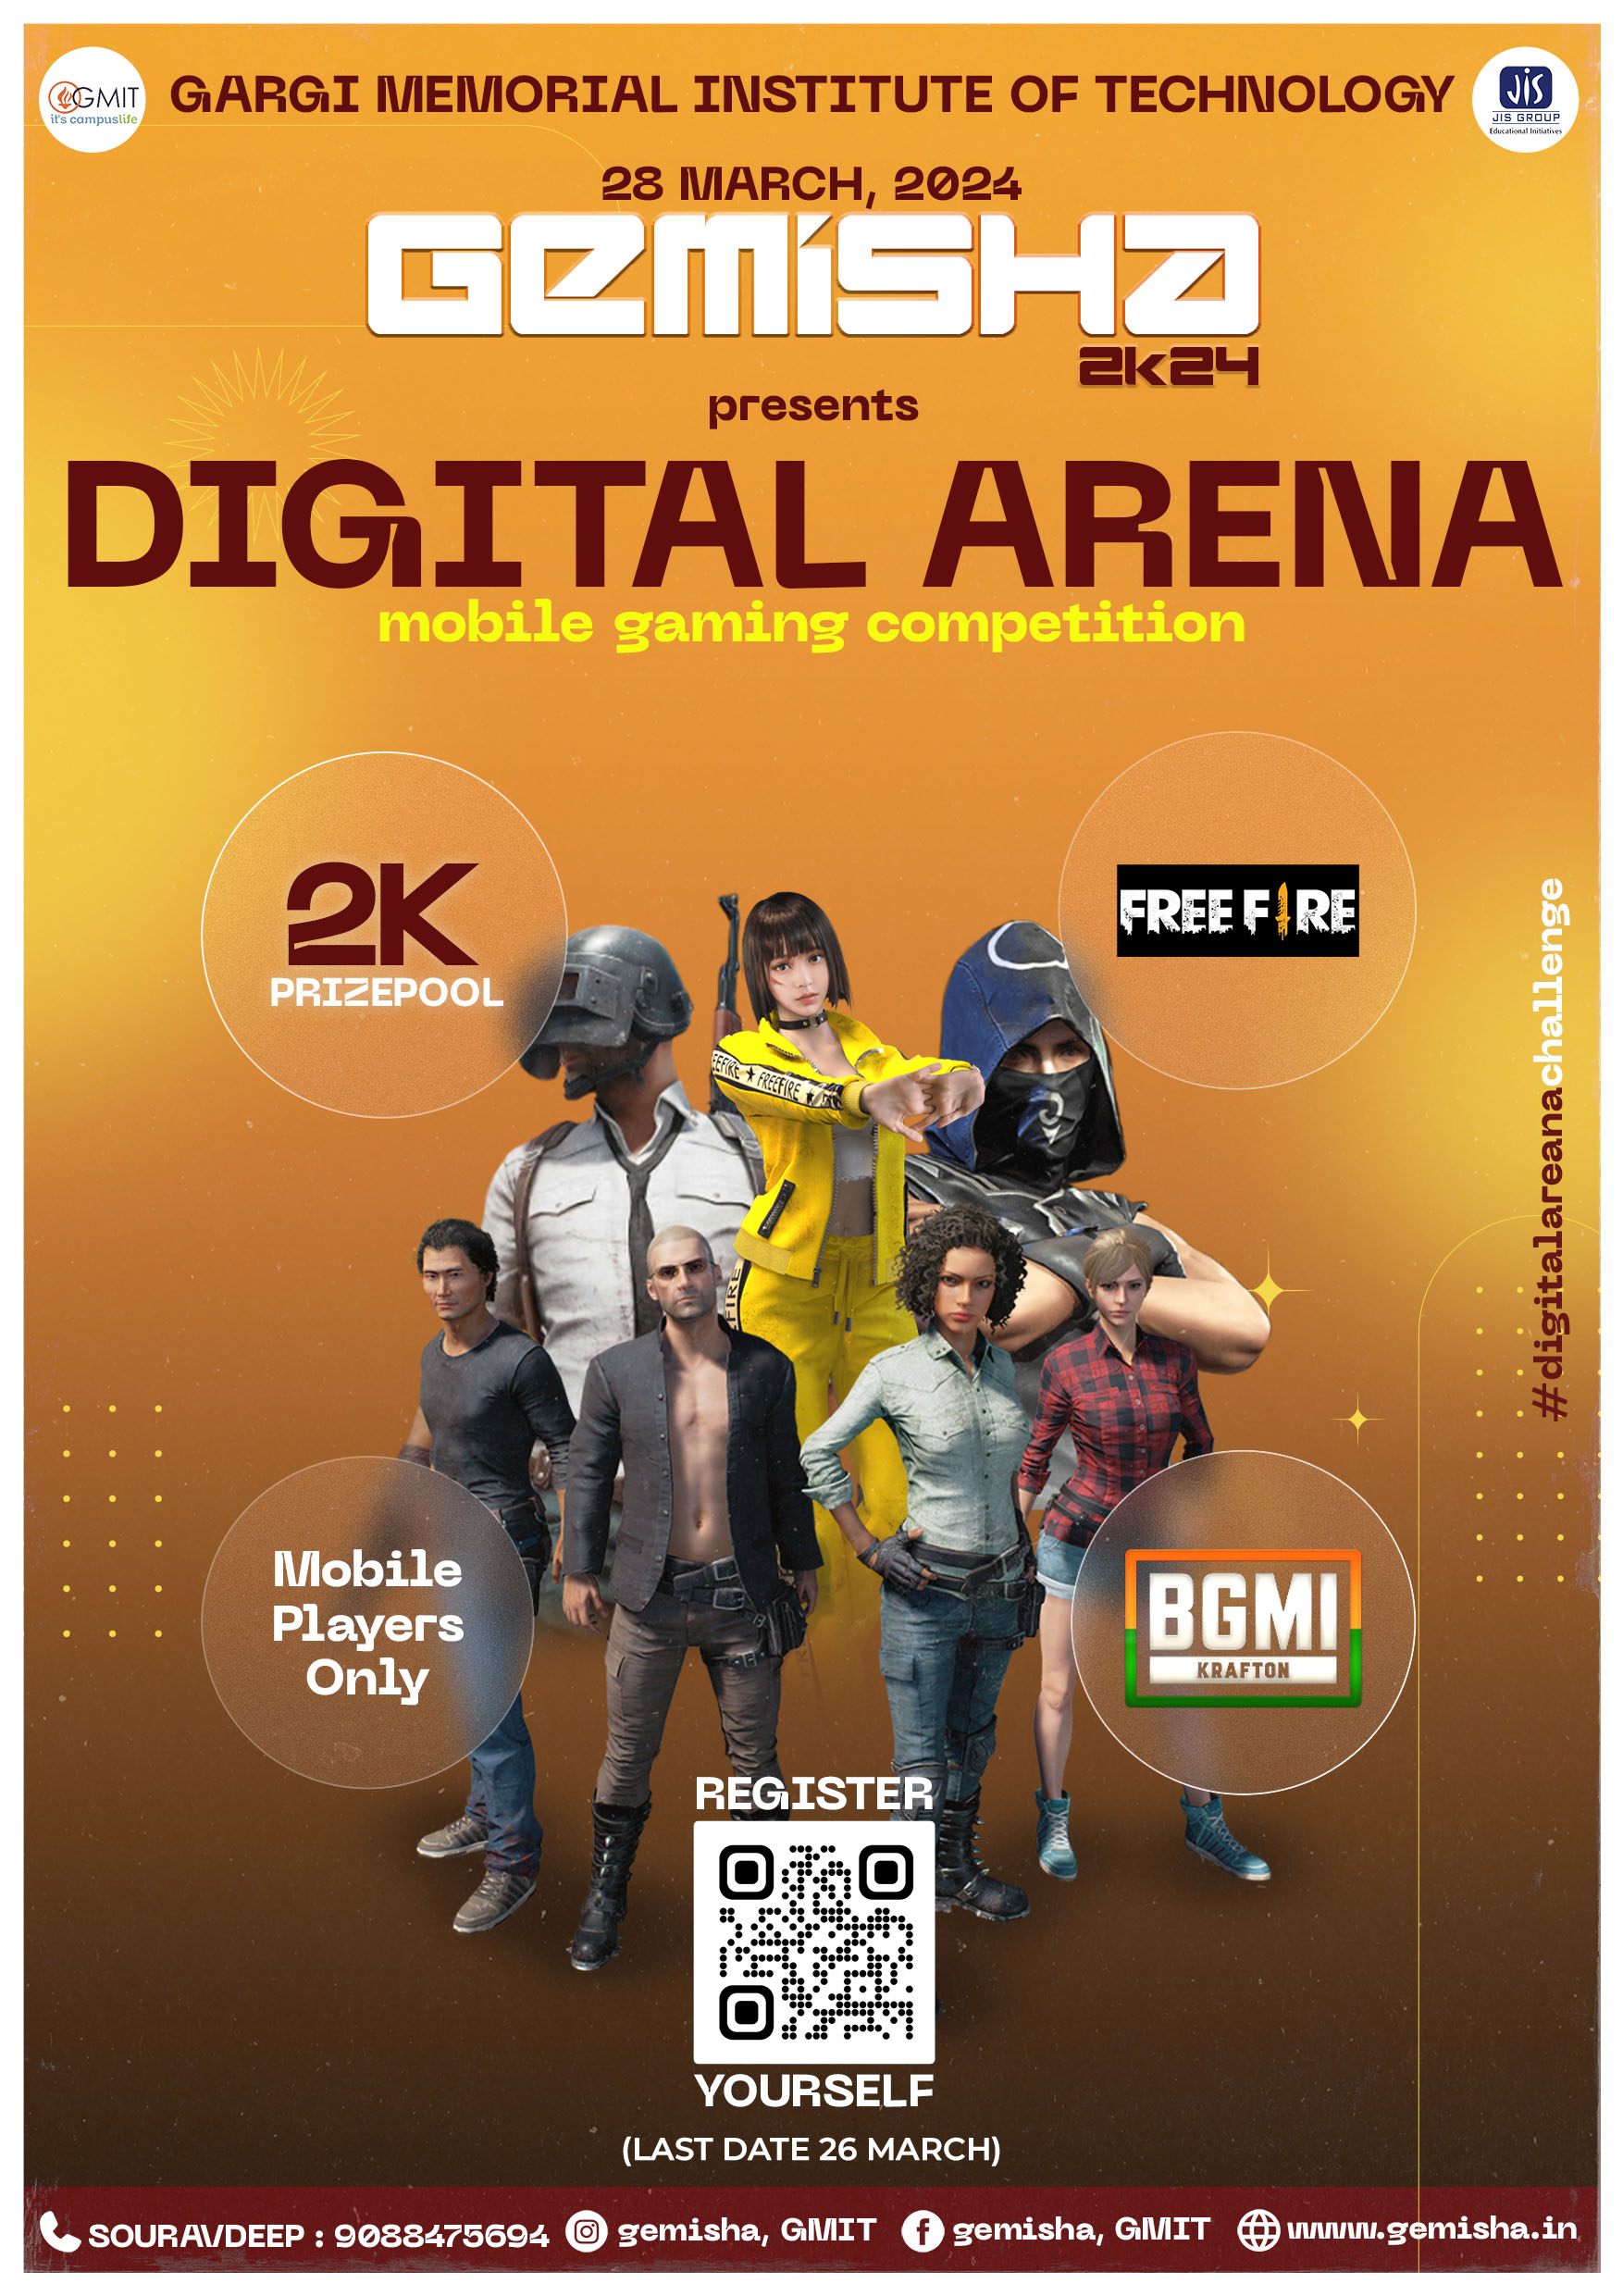 GMIT
it's campuslife
GARGI MEMORIAL INSTITUTE OF TECHNOLOGY
JIS
JIS GROUP
Educational Initiatives
28 MARCH, 2024
GEMISHA
2K24
presents
DIGITAL ARENA
mobile gaming competition
2K
PRIZEPOOL
FREE FIRE
#digitalareanachallenge
FREEFIRE
Mobile
Players
Only
BGMI
KRAFTON
REGISTER
YOURSELF
(LAST DATE 26 MARCH)
SOURAVDEEP : 9088475694 gemisha, GMIT gemisha, GMIT www.gemisha.in